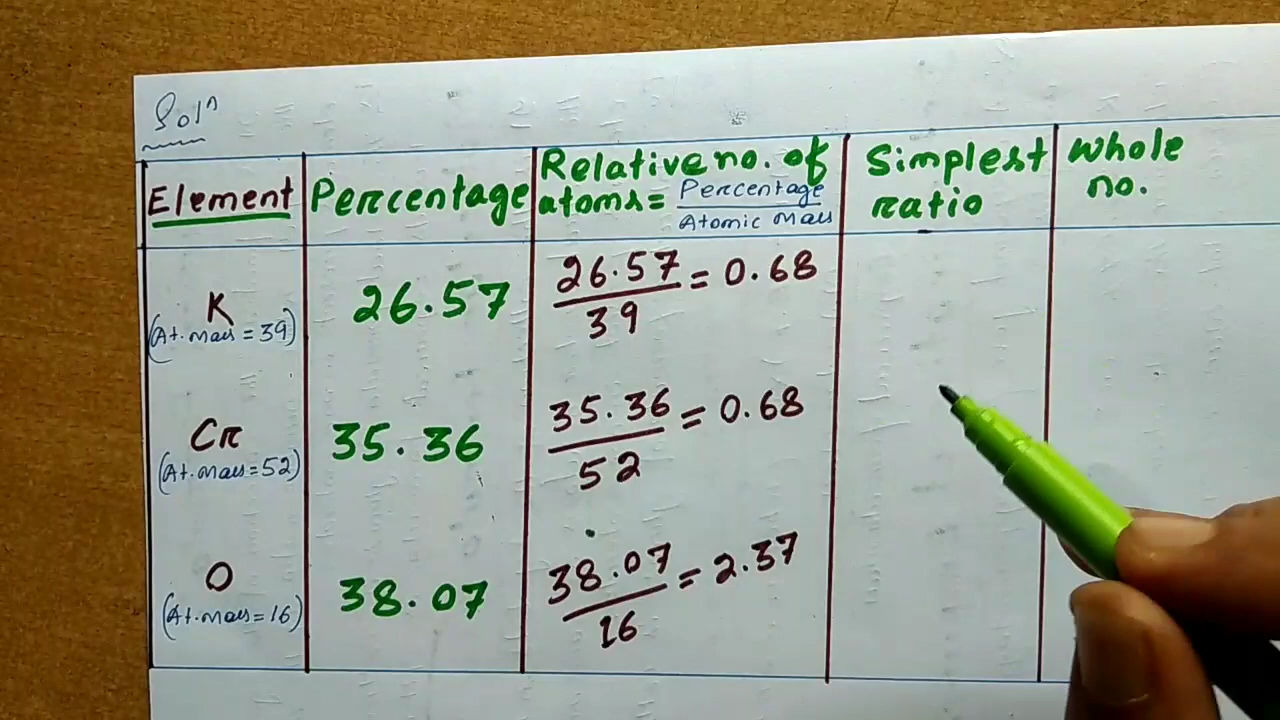 Solⁿ
Element
Percentage
Relative no. of
atoms = Percentage / Atomic Mass
Simplest
ratio
Whole
no.
K
(At. mass = 39)
26.57
26.57 / 39 = 0.68
Cr
(At. mass = 52)
35.36
35.36 / 52 = 0.68
O
(At. mass = 16)
38.07
38.07 / 16 = 2.37